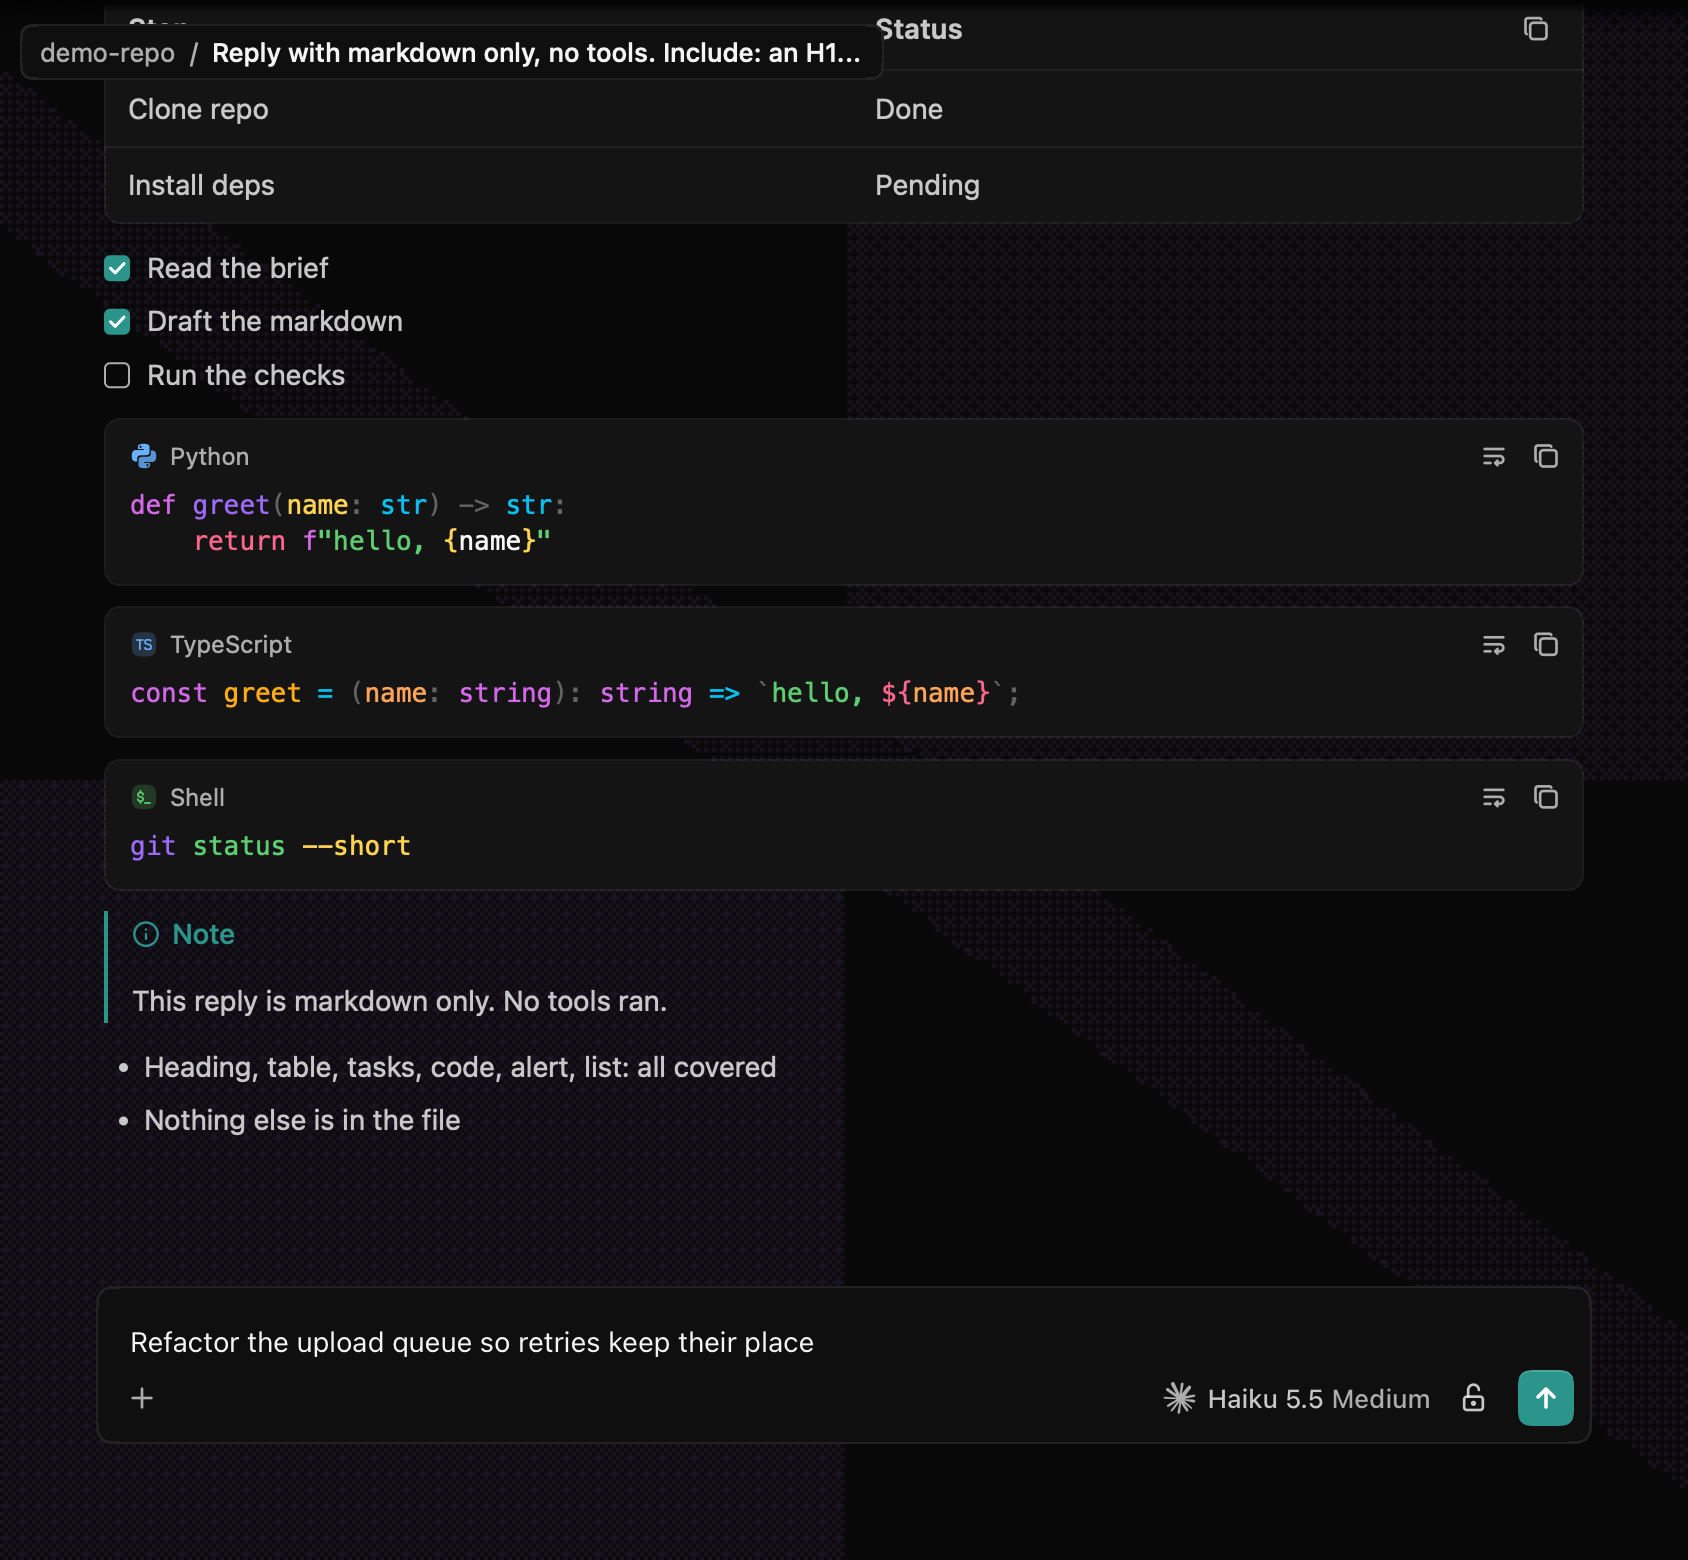 demo-repo / Reply with markdown only, no tools. Include: an H1...
Status
Clone repo Done
Install deps Pending
Read the brief
Draft the markdown
Run the checks
Python
def greet(name: str) -> str:
    return f"hello, {name}"
TS TypeScript
const greet = (name: string): string => `hello, ${name}`;
$_ Shell
git status --short
Note
This reply is markdown only. No tools ran.
• Heading, table, tasks, code, alert, list: all covered
• Nothing else is in the file
Refactor the upload queue so retries keep their place
Haiku 5.5 Medium